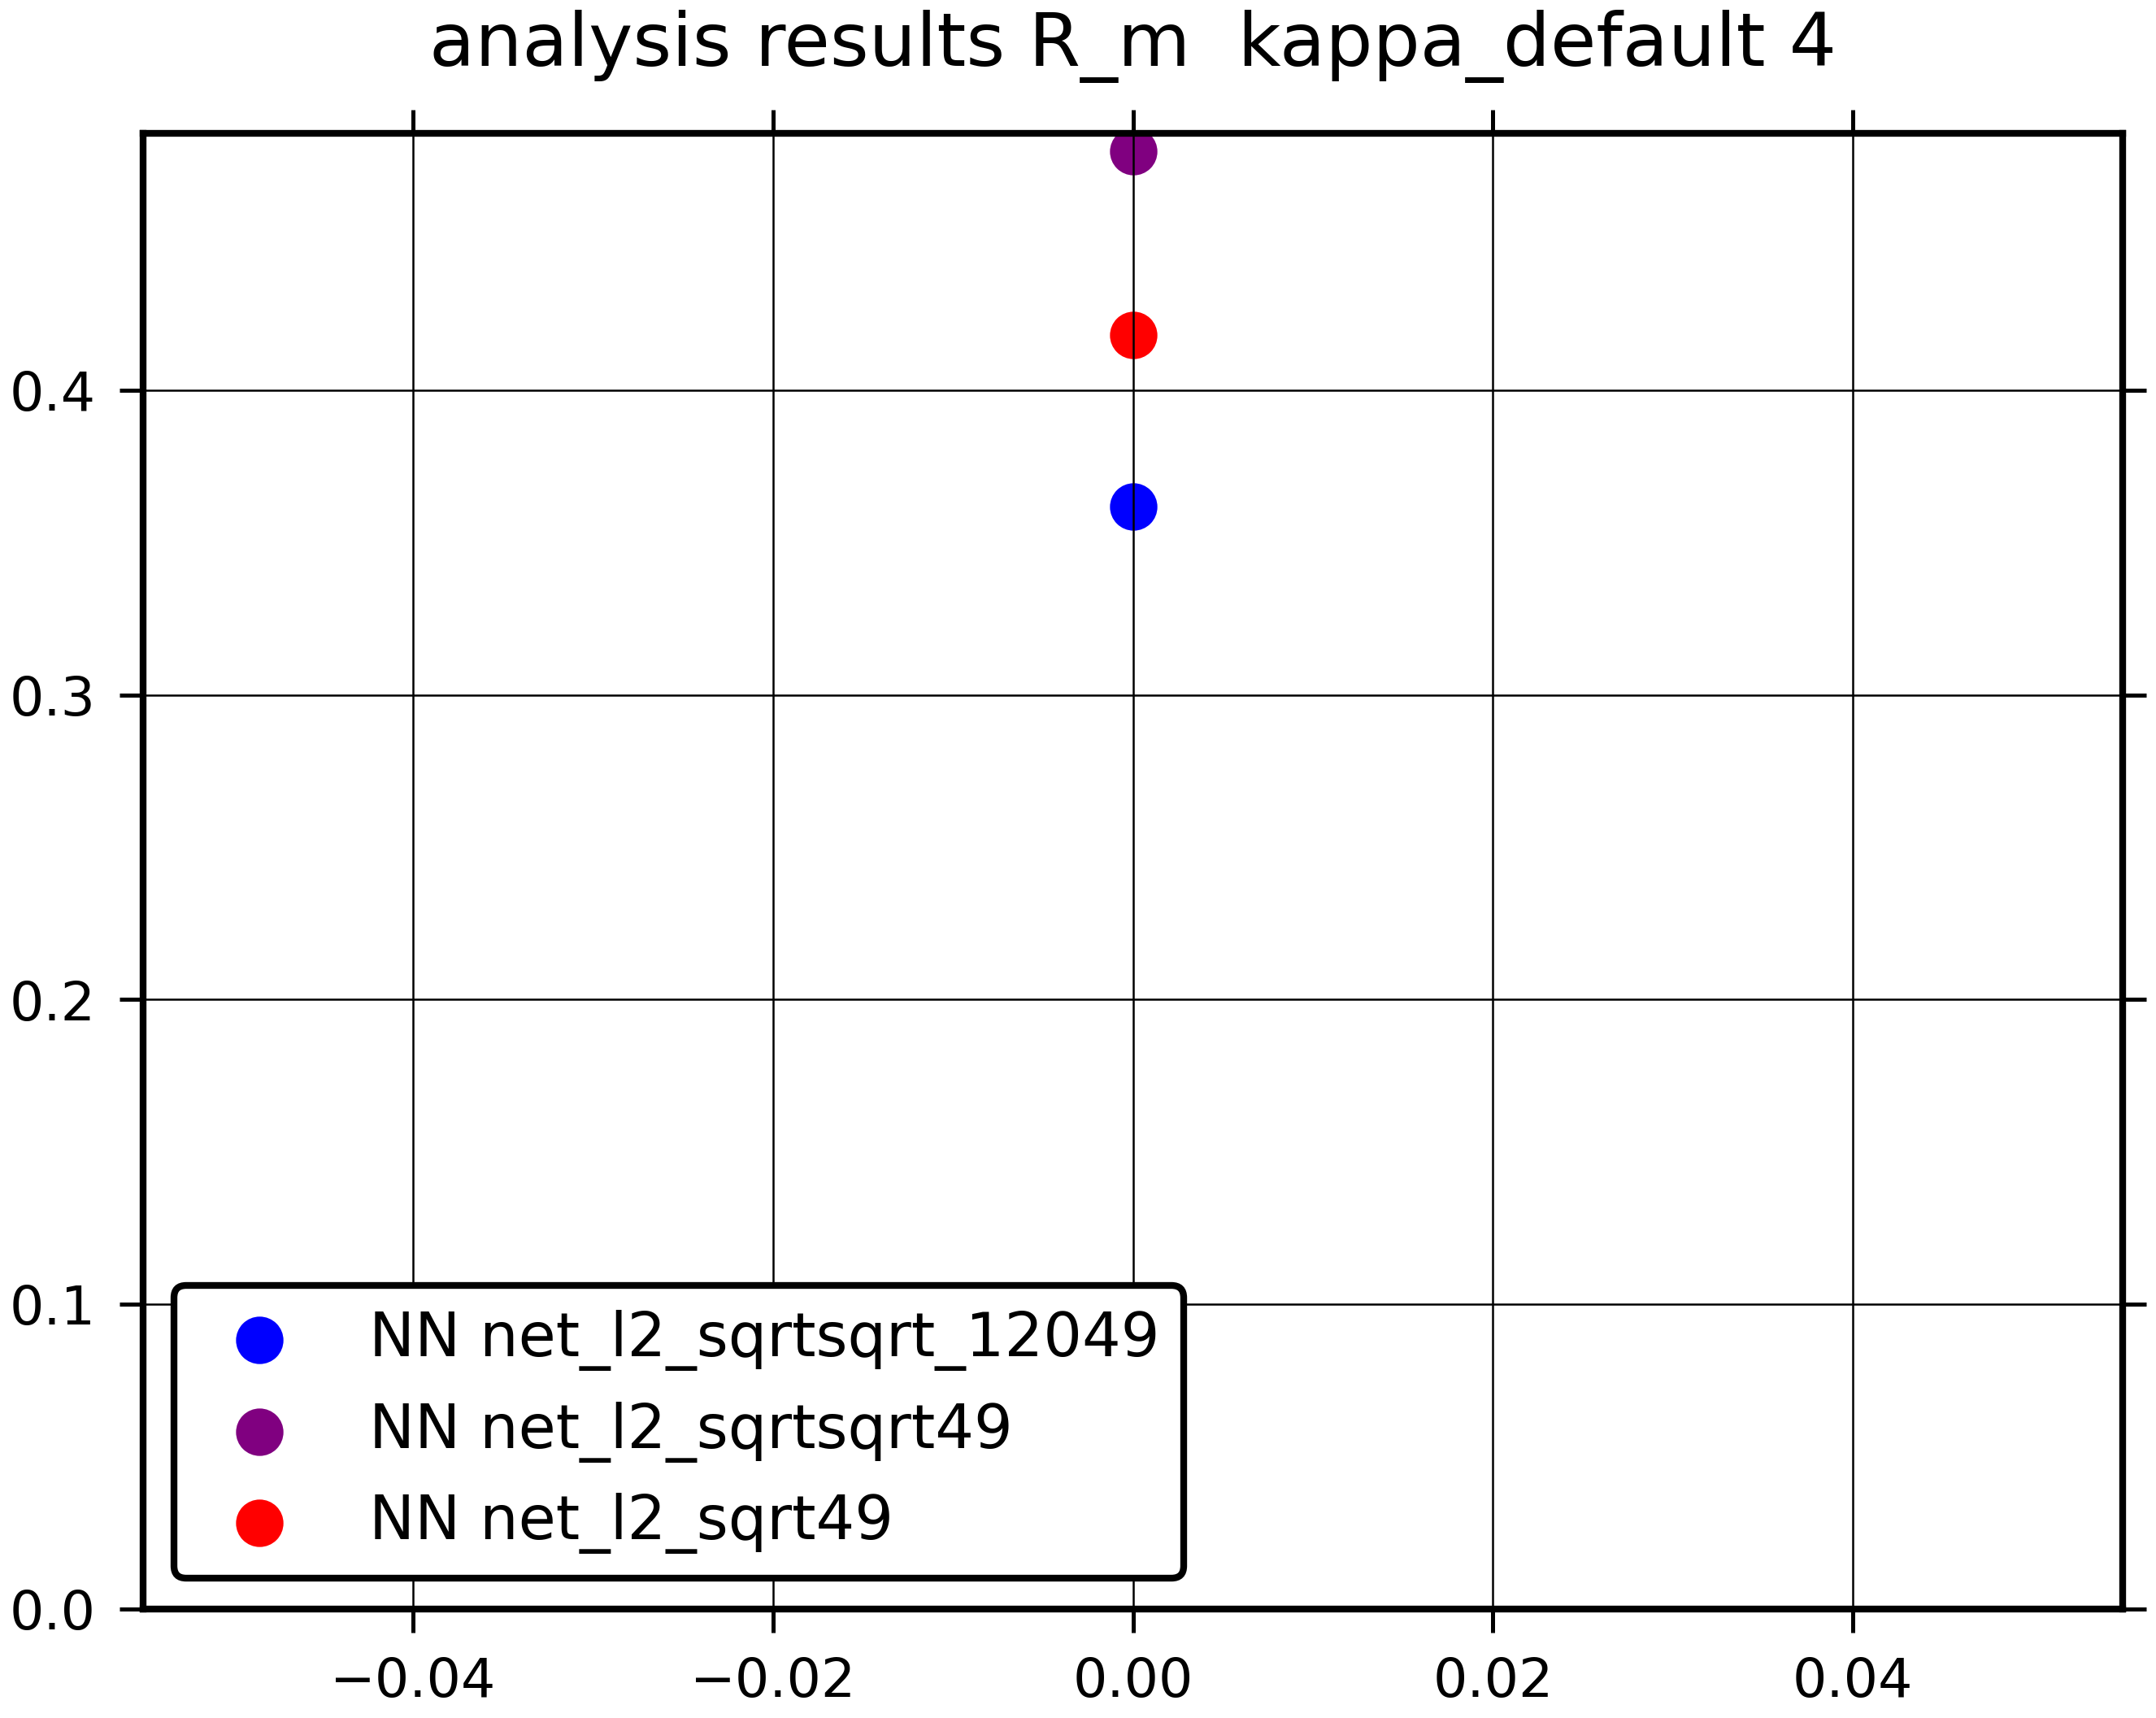 analysis results R_m  kappa_default 4
0.4
0.3
0.2
0.1
0.0
NN net_l2_sqrtsqrt_12049
NN net_l2_sqrtsqrt49
NN net_l2_sqrt49
−0.04 −0.02 0.00 0.02 0.04